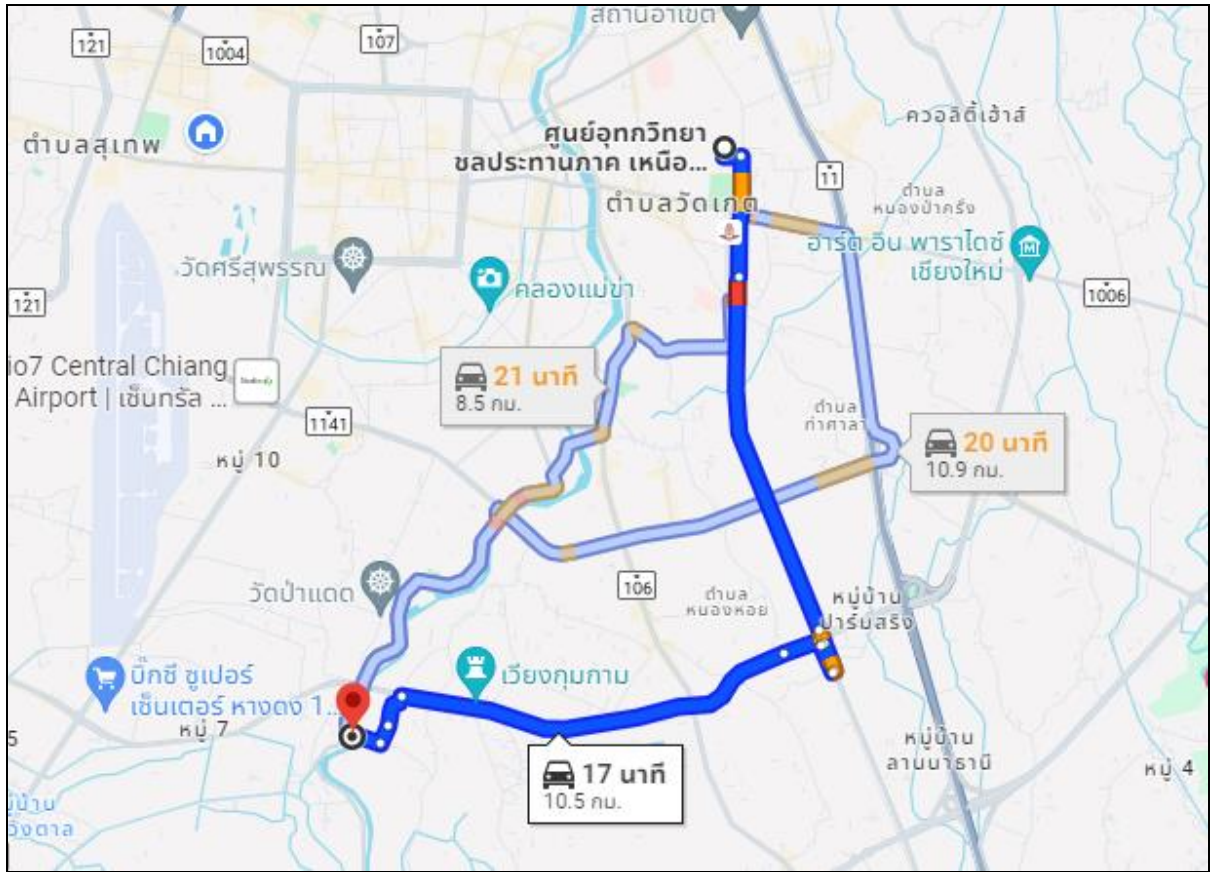 สถานีอาเขต
121
1004
107
ตำบลสุเทพ
ศูนย์อุทกวิทยา
ชลประทานภาค เหนือ...
ควอลิตี้เฮ้าส์
11
ตำบล
หนองป่าครั่ง
ตำบลวัดเกต
อาร์ต อิน พาราไดซ์
เชียงใหม่
วัดศรีสุพรรณ
คลองแม่ข่า
121
1006
io7 Central Chiang
Airport | เซ็นทรัล ...
21 นาที
8.5 กม.
1141
ตำบล
ท่าศาลา
20 นาที
10.9 กม.
หมู่ 10
วัดป่าแดด
106
ตำบล
หนองหอย
หมู่บ้าน
ปาร์มสริง
บิ๊กซี ซูเปอร์
เซ็นเตอร์ หางดง 1...
เวียงกุมกาม
หมู่ 7
5
17 นาที
10.5 กม.
หมู่บ้าน
ลานนาธานี
หมู่ 4